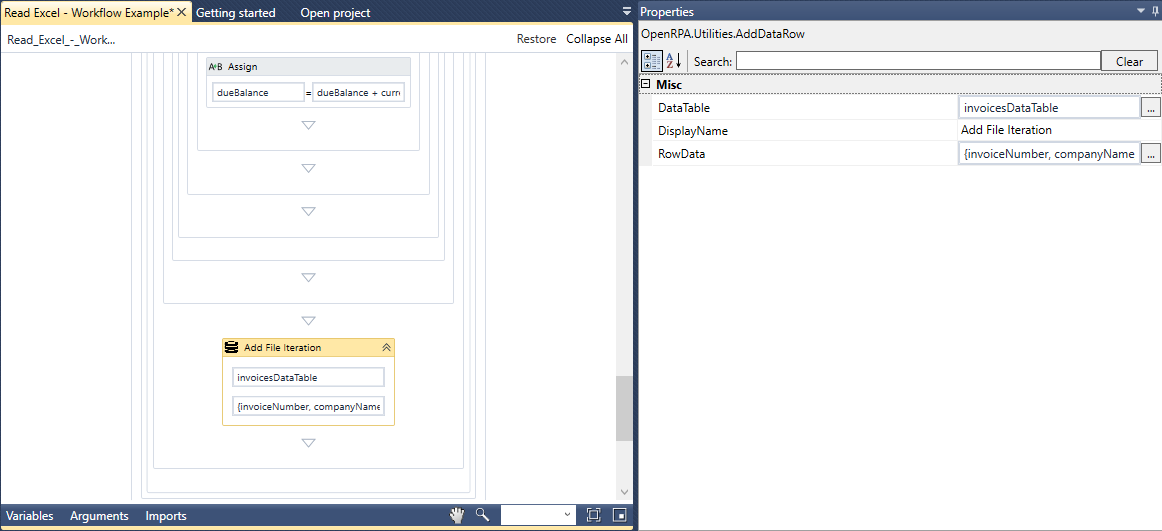 Read Excel - Workflow Example*
Getting started
Open project
Read_Excel_-_Work...
Restore
Collapse All
Assign
dueBalance = dueBalance + curr
Add File Iteration
invoicesDataTable
{invoiceNumber, companyName
Variables
Arguments
Imports
Properties
OpenRPA.Utilities.AddDataRow
Search:
Clear
Misc
DataTable invoicesDataTable ...
DisplayName Add File Iteration
RowData {invoiceNumber, companyName ...